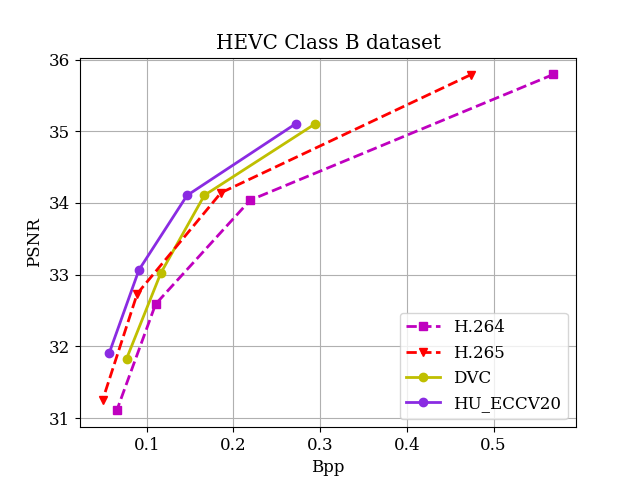 HEVC Class B dataset
36
35
34
33
32
31
PSNR
0.1 0.2 0.3 0.4 0.5
Bpp
H.264
H.265
DVC
HU_ECCV20